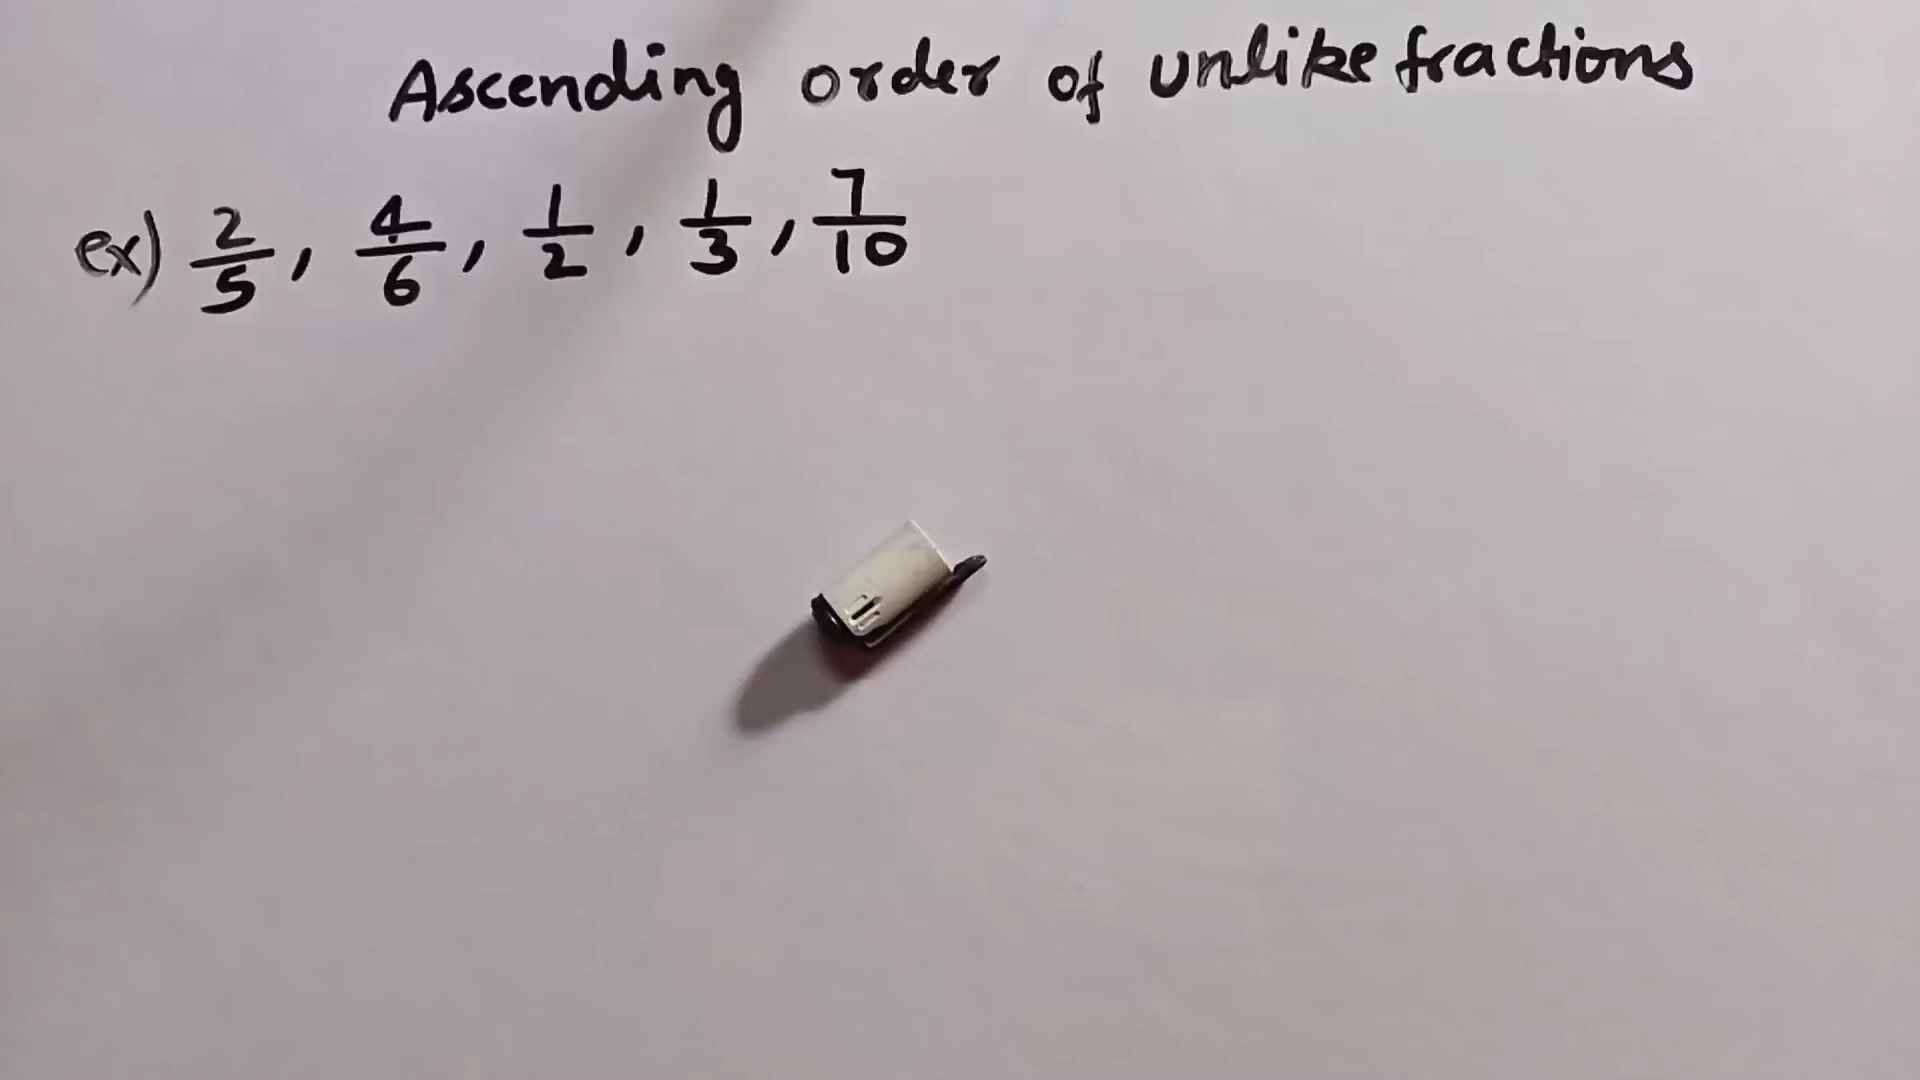 Ascending order of unlike fractions
ex) 2/5, 4/6, 1/2, 1/3, 7/10